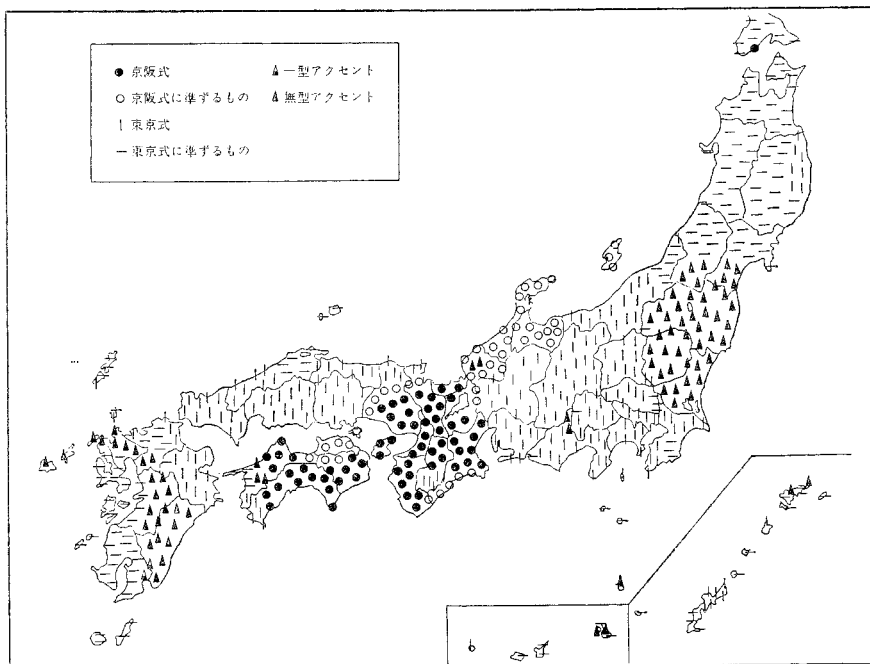 ● 京阪式
○ 京阪式に準ずるもの
| 東京式
― 東京式に準ずるもの
▲ 一型アクセント
▲ 無型アクセント